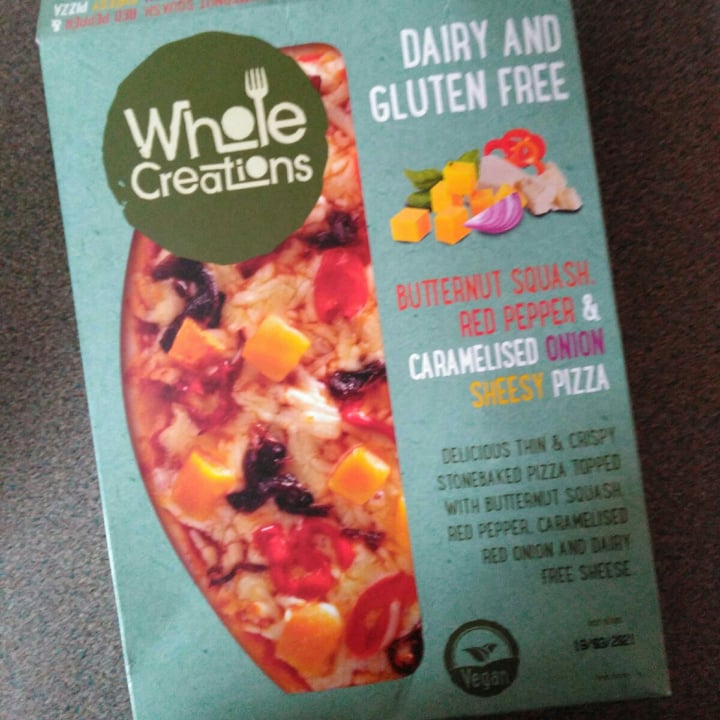 Whole
Creations
DAIRY AND
GLUTEN FREE
BUTTERNUT SQUASH,
RED PEPPER &
CARAMELISED ONION
SHEESY PIZZA
DELICIOUS THIN & CRISPY
STONEBAKED PIZZA TOPPED
WITH BUTTERNUT SQUASH,
RED PEPPER, CARAMELISED
RED ONION AND DAIRY
FREE SHEESE.
Vegan